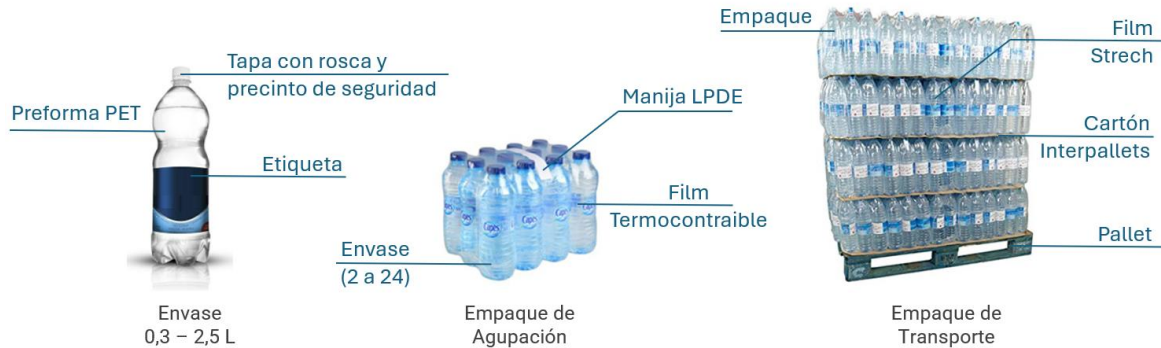 Tapa con rosca y
precinto de seguridad
Preforma PET
Etiqueta
Envase
0,3 – 2,5 L
Manija LPDE
Film
Termocontraible
Envase
(2 a 24)
Empaque de
Agupación
Empaque
Film
Strech
Cartón
Interpallets
Pallet
Empaque de
Transporte